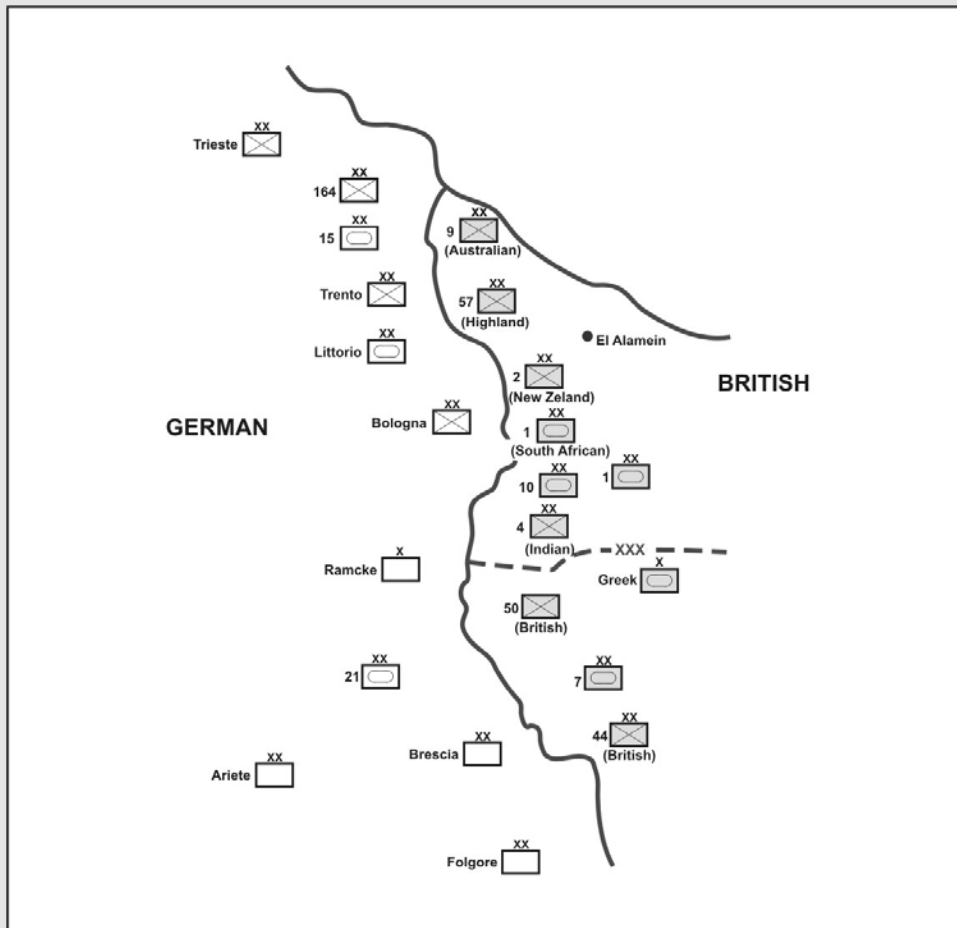 XX
Trieste
XX
164
XX
15
XX
9
(Australian)
XX
Trento
XX
57
(Highland)
XX
Littorio
El Alamein
XX
2
(New Zeland)
BRITISH
GERMAN
XX
Bologna
XX
1
(South African)
XX
1
XX
10
XX
4
(Indian)
XXX
X
Ramcke
X
Greek
XX
50
(British)
XX
21
XX
7
XX
44
(British)
XX
Brescia
XX
Ariete
XX
Folgore